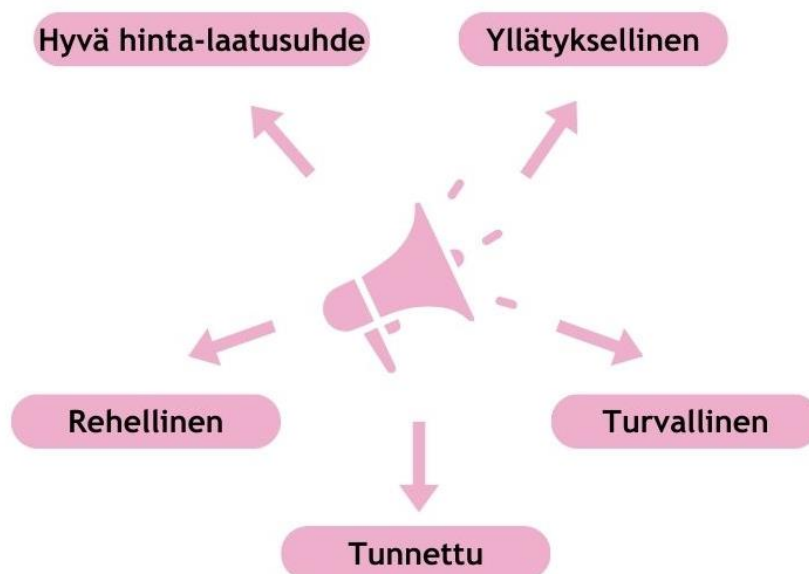 Hyvä hinta-laatusuhde
Yllätyksellinen
Rehellinen
Turvallinen
Tunnettu